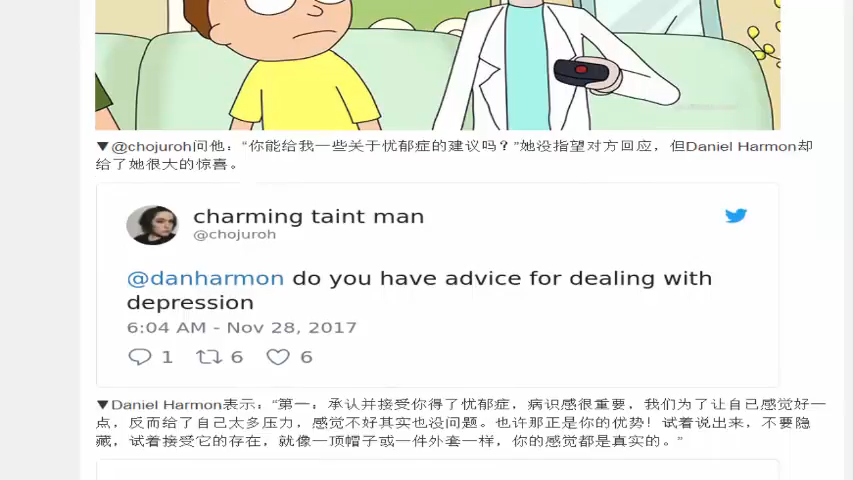 ▼@chojuroh问他：“你能给我一些关于忧郁症的建议吗？”她没指望对方回应，但Daniel Harmon却
给了她很大的惊喜。
charming taint man
@chojuroh
@danharmon do you have advice for dealing with
depression
6:04 AM - Nov 28, 2017
1 6 6
▼Daniel Harmon表示：“第一：承认并接受你得了忧郁症，病识感很重要，我们为了让自己感觉好一
点，反而给了自己太多压力，感觉不好其实也没问题。也许那正是你的优势！试着说出来，不要隐
藏，试着接受它的存在，就像一顶帽子或一件外套一样，你的感觉都是真实的。”